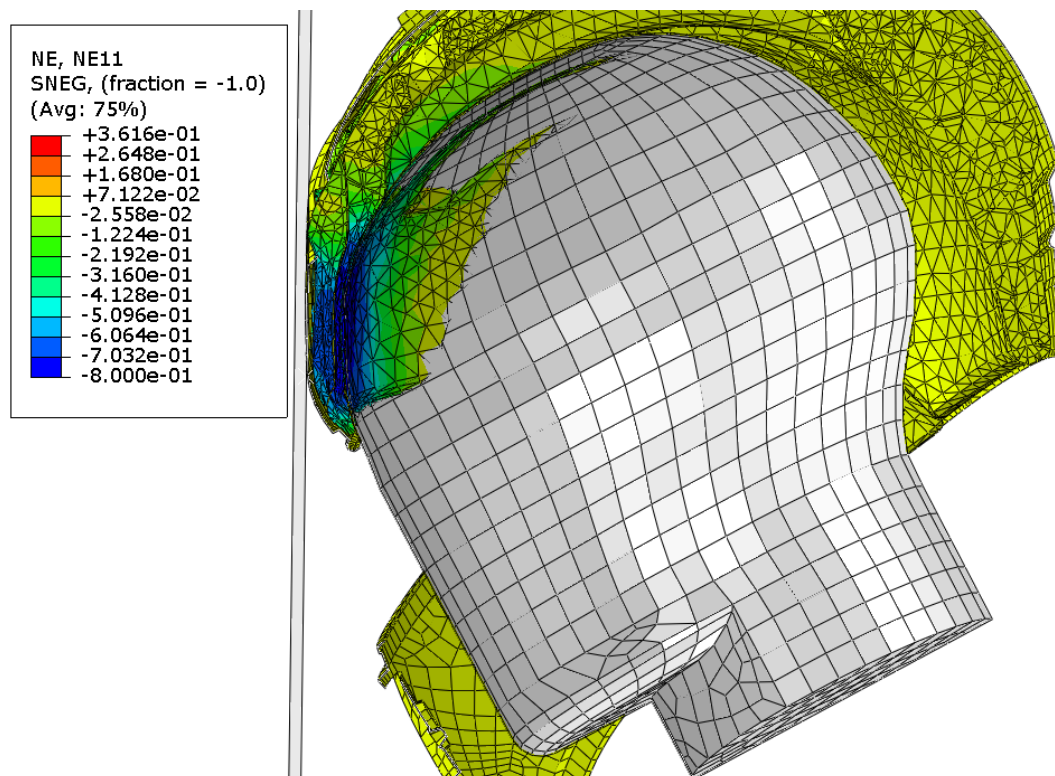 NE, NE11
SNEG, (fraction = -1.0)
(Avg: 75%)
+3.616e-01
+2.648e-01
+1.680e-01
+7.122e-02
-2.558e-02
-1.224e-01
-2.192e-01
-3.160e-01
-4.128e-01
-5.096e-01
-6.064e-01
-7.032e-01
-8.000e-01